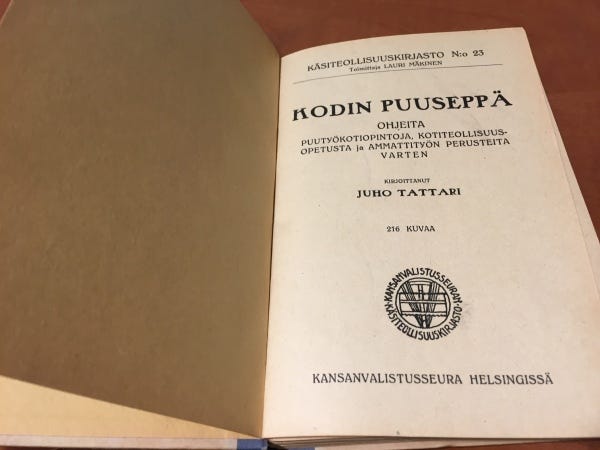 KÄSITEOLLISUUSKIRJASTO N:o 23
Toimittaja LAURI MÄKINEN
KODIN PUUSEPPÄ
OHJEITA
PUUTYÖKOTIOPINTOJA, KOTITEOLLISUUS-
OPETUSTA ja AMMATTITYÖN PERUSTEITA
VARTEN
KIRJOITTANUT
JUHO TATTARI
216 KUVAA
KANSANVALISTUSSEURAN
KÄSITEOLLISUUSKIRJASTO
KANSANVALISTUSSEURA HELSINGISSÄ